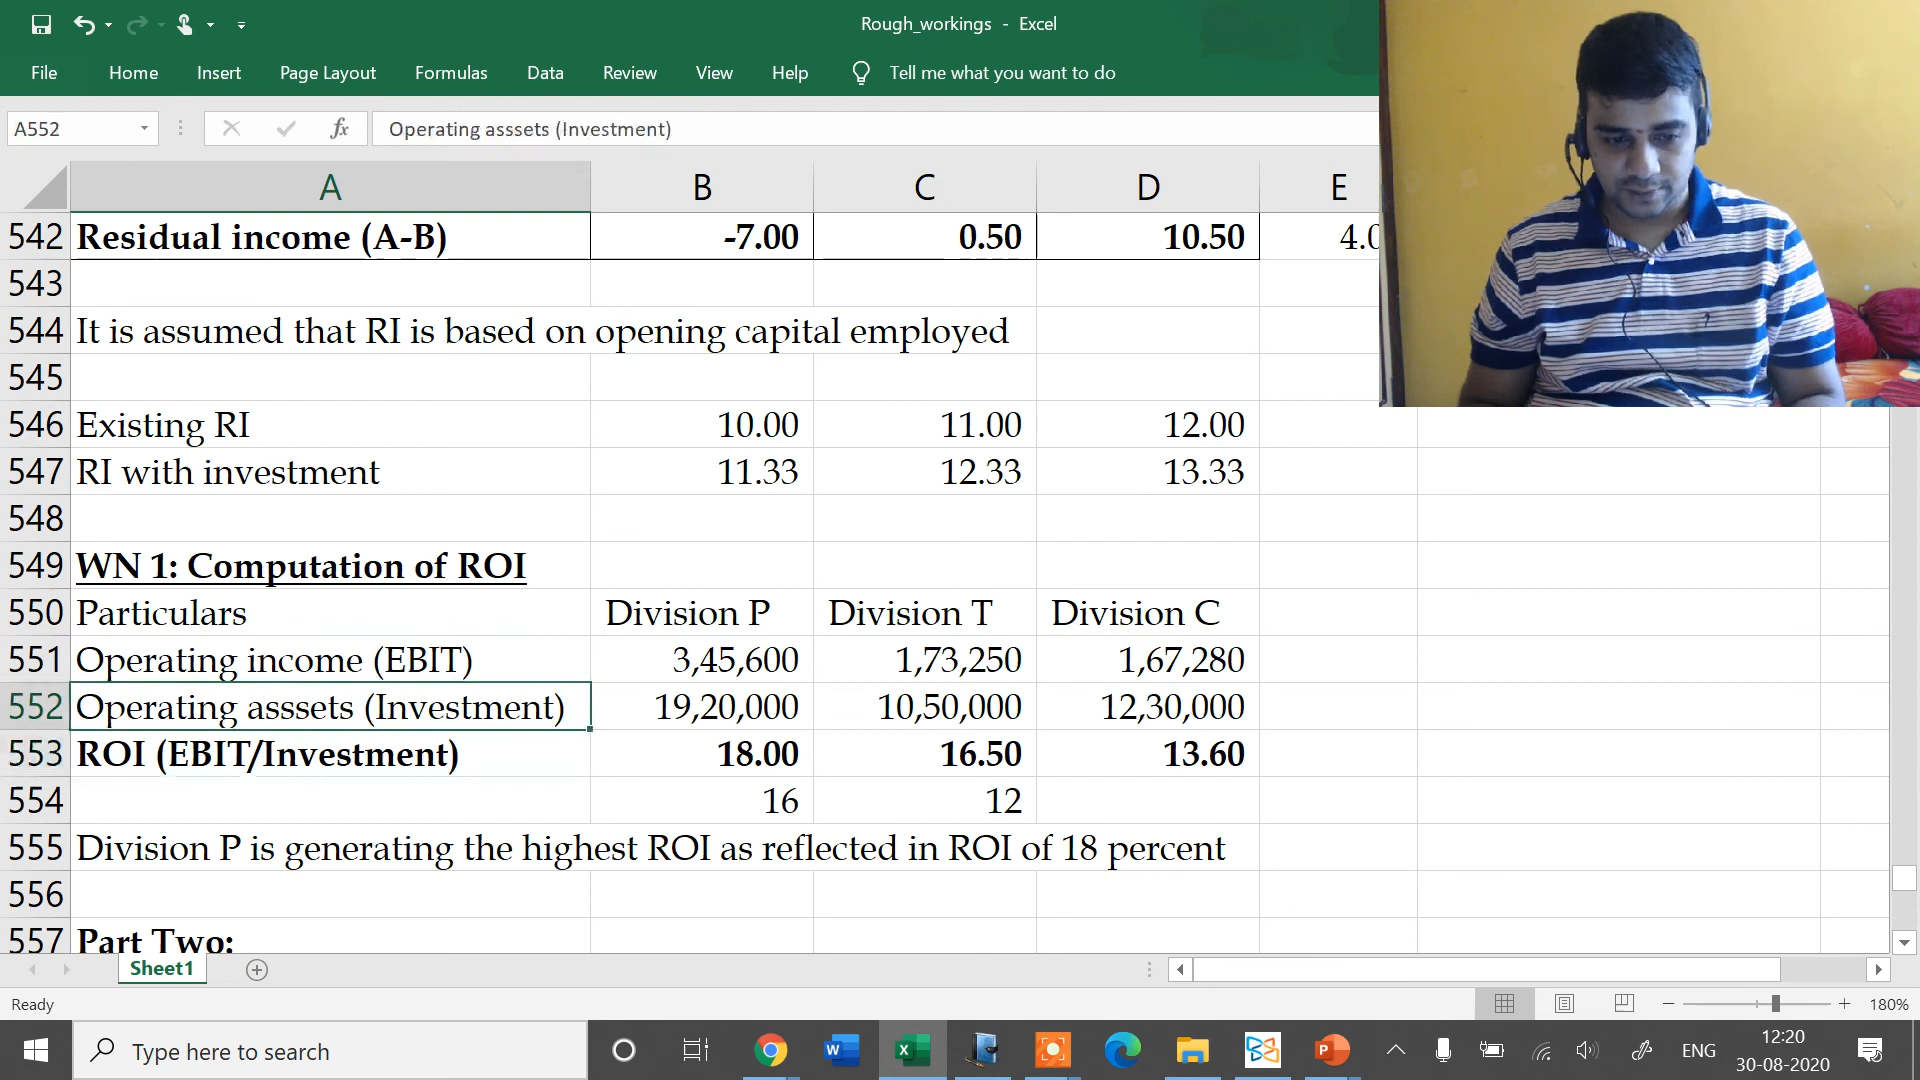 Rough_workings - Excel
File Home Insert Page Layout Formulas Data Review View Help Tell me what you want to do
A552 fx Operating asssets (Investment)
A B C D E
542 Residual income (A-B) -7.00 0.50 10.50 4.0
543
544 It is assumed that RI is based on opening capital employed
545
546 Existing RI 10.00 11.00 12.00
547 RI with investment 11.33 12.33 13.33
548
549 WN 1: Computation of ROI
550 Particulars Division P Division T Division C
551 Operating income (EBIT) 3,45,600 1,73,250 1,67,280
552 Operating asssets (Investment) 19,20,000 10,50,000 12,30,000
553 ROI (EBIT/Investment) 18.00 16.50 13.60
554 16 12
555 Division P is generating the highest ROI as reflected in ROI of 18 percent
556
557 Part Two:
Sheet1
Ready 180%
Type here to search W X P ENG 12:20
30-08-2020